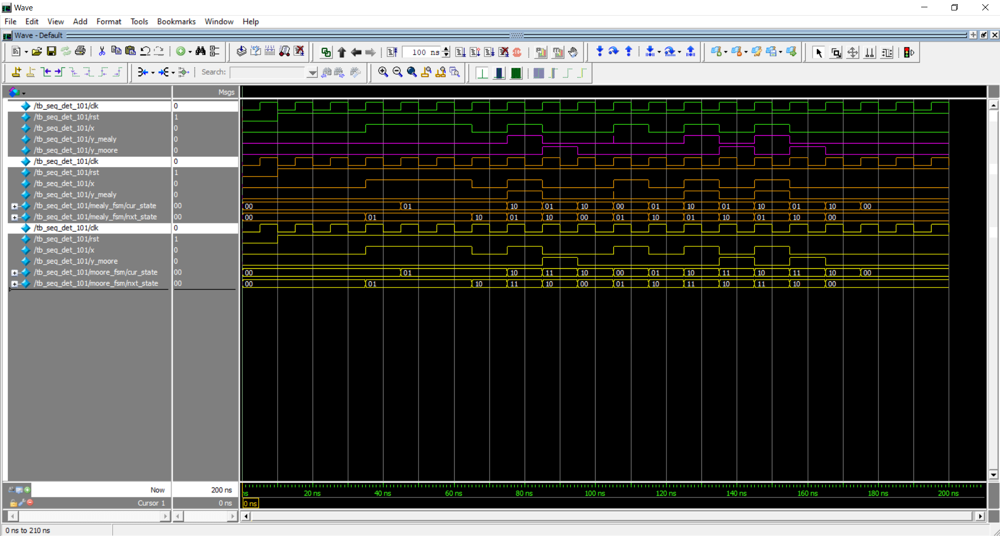 Wave
File Edit View Add Format Tools Bookmarks Window Help
Wave - Default
100 ns
Search:
Msgs
/tb_seq_det_101/clk 0
/tb_seq_det_101/rst 1
/tb_seq_det_101/x 0
/tb_seq_det_101/y_mealy 0
/tb_seq_det_101/y_moore 0
/tb_seq_det_101/clk 0
/tb_seq_det_101/rst 1
/tb_seq_det_101/x 0
/tb_seq_det_101/y_mealy 0
/tb_seq_det_101/mealy_fsm/cur_state 00 00 01 10 01 10 00 01 10 01 10 01 10 00
/tb_seq_det_101/mealy_fsm/nxt_state 00 00 01 10 01 10 00 01 10 01 10 01 10 00
/tb_seq_det_101/clk 0
/tb_seq_det_101/rst 1
/tb_seq_det_101/x 0
/tb_seq_det_101/y_moore 0
/tb_seq_det_101/moore_fsm/cur_state 00 00 01 10 11 10 00 01 10 11 10 11 10 00
/tb_seq_det_101/moore_fsm/nxt_state 00 00 01 10 11 10 00 01 10 11 10 11 10 00
Now 200 ns ns 20 ns 40 ns 60 ns 80 ns 100 ns 120 ns 140 ns 160 ns 180 ns 200 ns
Cursor 1 0 ns 0 ns
0 ns to 210 ns